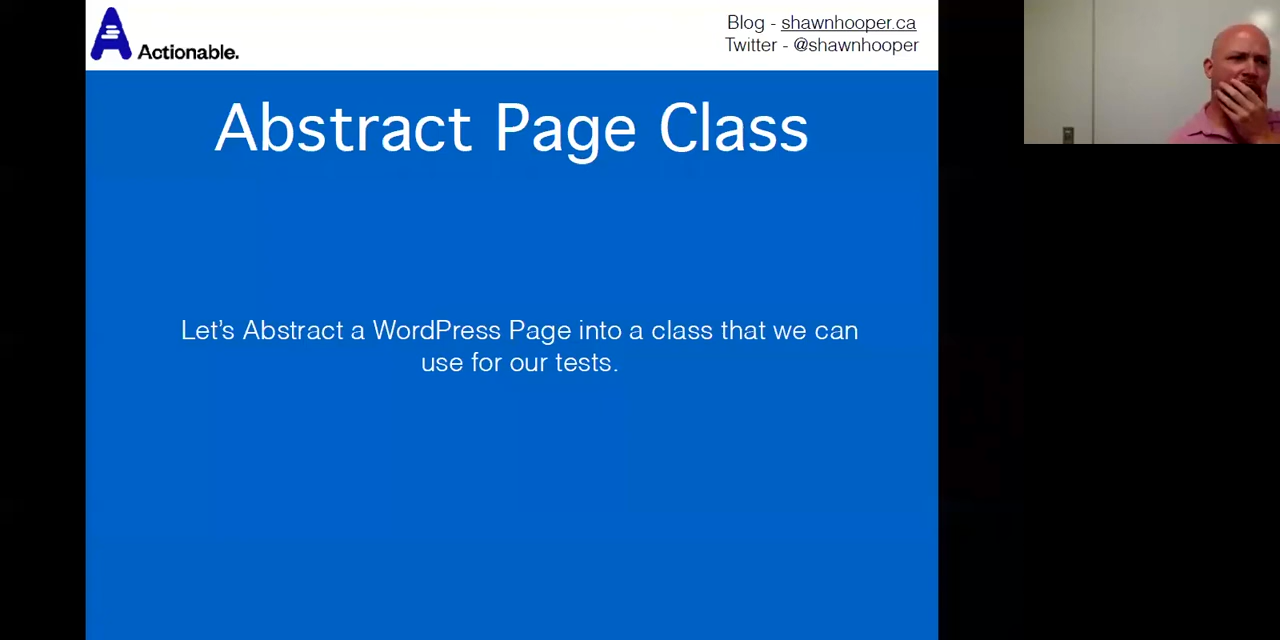 Actionable.
Blog - shawnhooper.ca
Twitter - @shawnhooper
Abstract Page Class
Let's Abstract a WordPress Page into a class that we can
use for our tests.